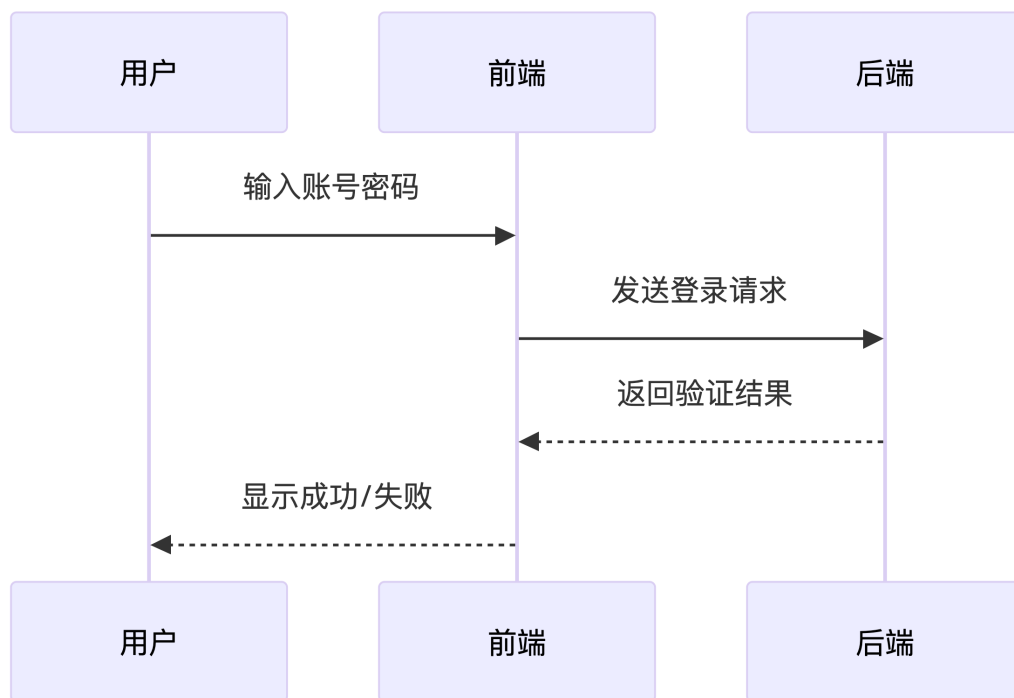 用户
前端
后端
输入账号密码
发送登录请求
返回验证结果
显示成功/失败
用户
前端
后端